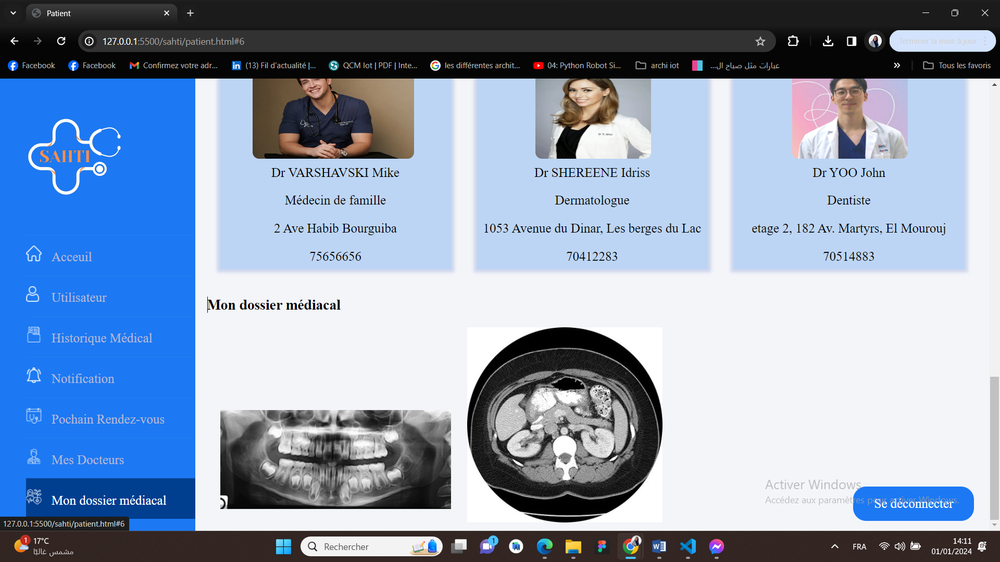 Patient
127.0.0.1:5500/sahti/patient.html#6
Terminer la mise à jour
Facebook
Facebook
Confirmez votre adr...
(13) Fil d'actualité |...
QCM Iot | PDF | Inte...
les différentes archit...
04: Python Robot Si...
archi iot
عبارات مثل صباح ال...
Tous les favoris
SAHTI
Acceuil
Utilisateur
Historique Médical
Notification
Pochain Rendez-vous
Mes Docteurs
Mon dossier médiacal
127.0.0.1:5500/sahti/patient.html#6
Dr VARSHAVSKI Mike
Médecin de famille
2 Ave Habib Bourguiba
75656656
Dr SHEREENE Idriss
Dermatologue
1053 Avenue du Dinar, Les berges du Lac
70412283
Dr YOO John
Dentiste
etage 2, 182 Av. Martyrs, El Mourouj
70514883
Mon dossier médiacal
Activer Windows
Accédez aux paramètres pour activer Windows.
Se déconnecter
1
17°C
مشمس غالبًا
Rechercher
1
FRA
14:11
01/01/2024